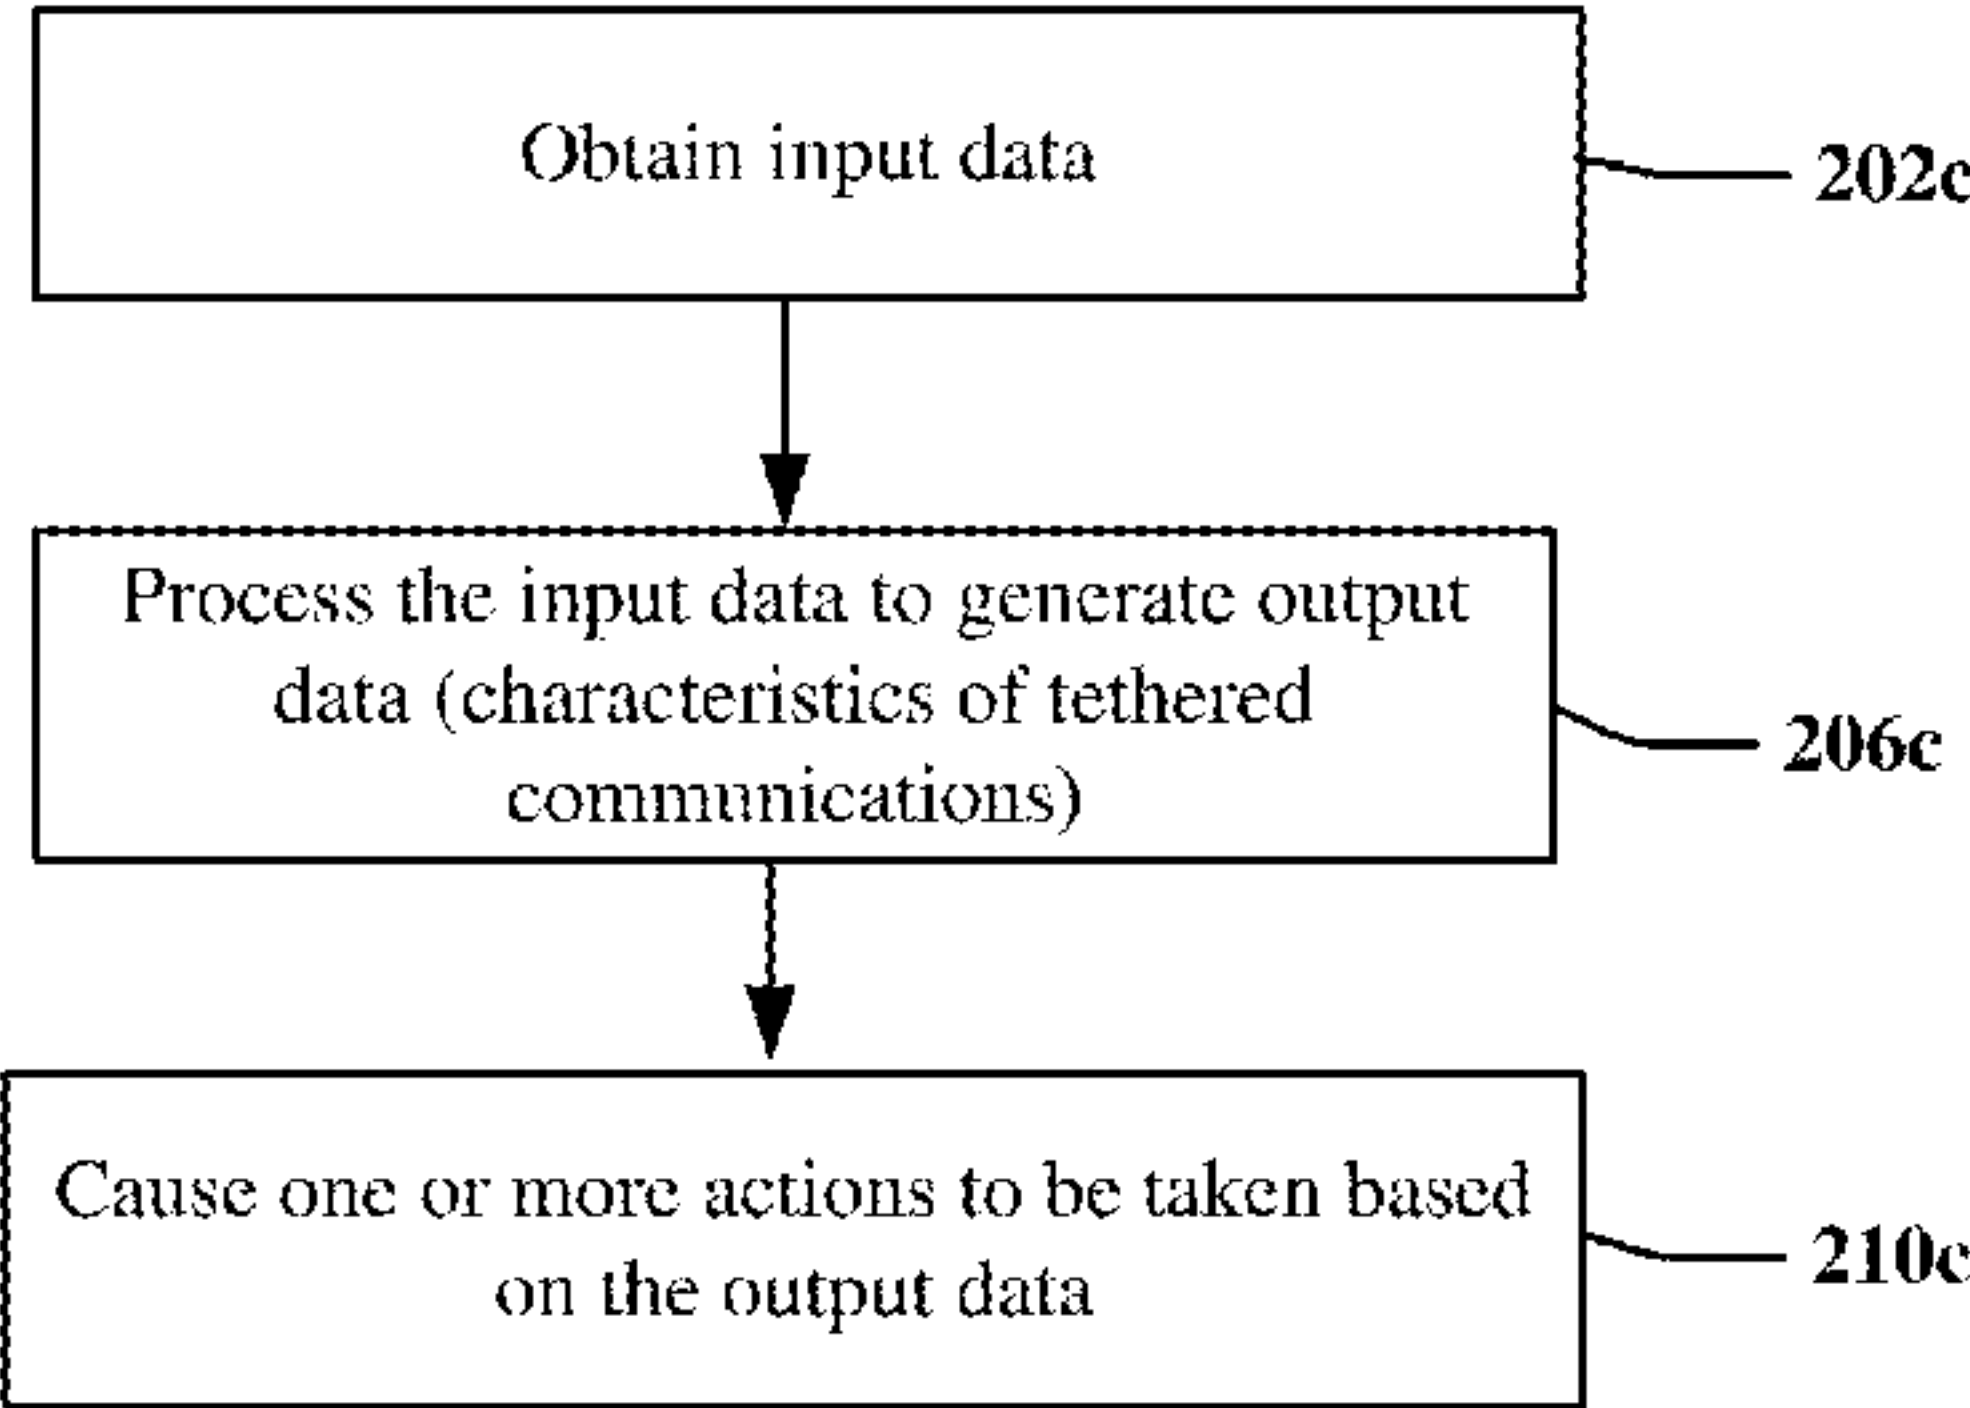 Obtain input data
202c
Process the input data to generate output
data (characteristics of tethered
communications)
206c
Cause one or more actions to be taken based
on the output data
210c